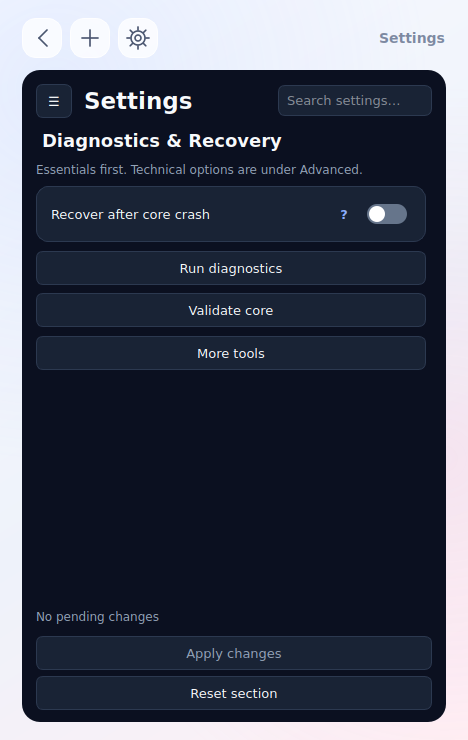 Settings
☰ Settings
Search settings...
Diagnostics & Recovery
Essentials first. Technical options are under Advanced.
Recover after core crash ?
Run diagnostics
Validate core
More tools
No pending changes
Apply changes
Reset section